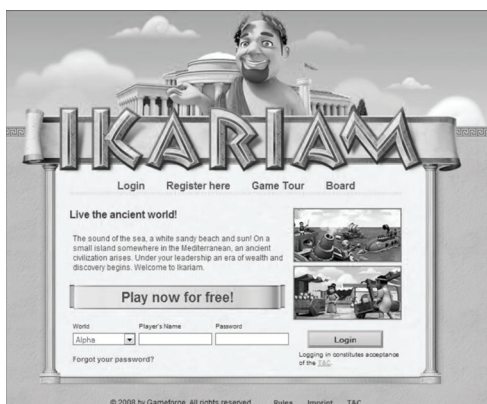 IKARIAM
Login Register here Game Tour Board
Live the ancient world!
The sound of the sea, a white sandy beach and sun! On a
small island somewhere in the Mediterranean, an ancient
civilization arises. Under your leadership an era of wealth and
discovery begins. Welcome to Ikariam.
Play now for free!
World Player's Name Password
Alpha
Login
Forgot your password?
Logging in constitutes acceptance
of the T&C.
© 2008 by Gameforge. All rights reserved. Rules Imprint T&C